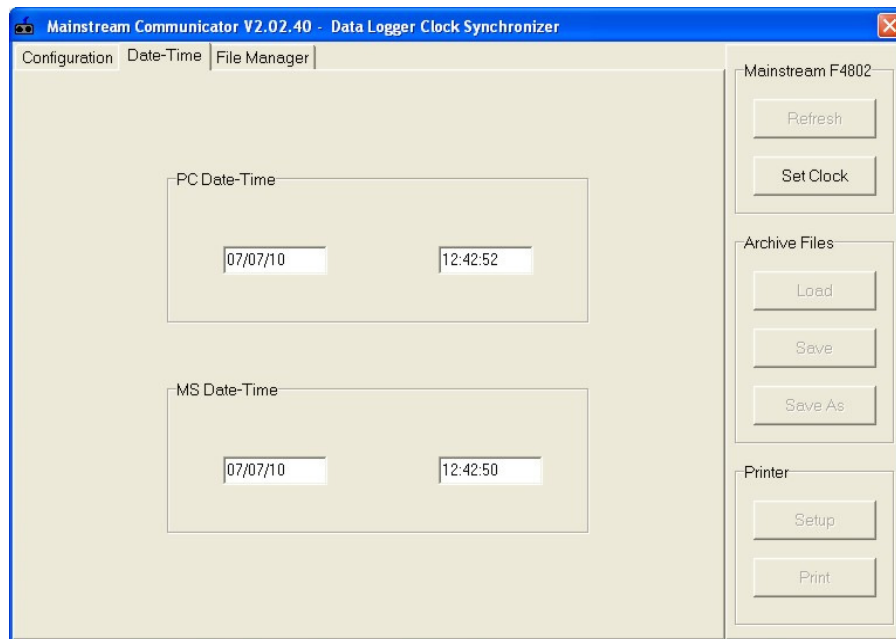 Mainstream Communicator V2.02.40 - Data Logger Clock Synchronizer
Configuration Date-Time File Manager
Mainstream F4802
Refresh
Set Clock
PC Date-Time
07/07/10 12:42:52
Archive Files
Load
Save
Save As
MS Date-Time
07/07/10 12:42:50
Printer
Setup
Print